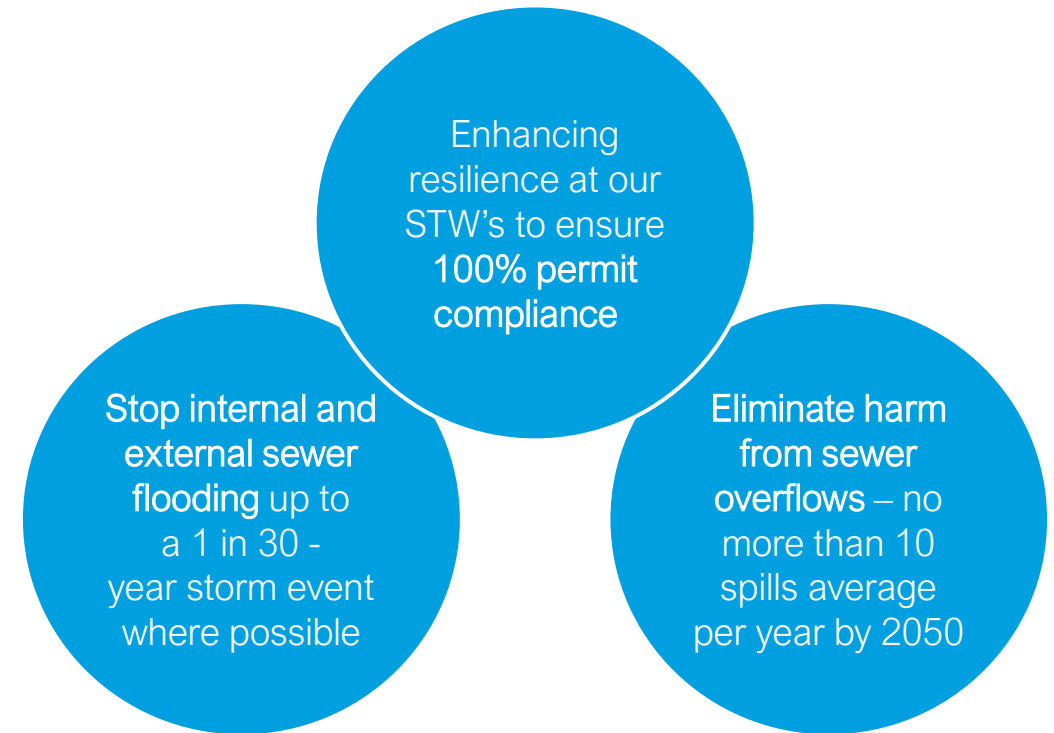 Enhancing
resilience at our
STW's to ensure
100% permit
compliance
Stop internal and
external sewer
flooding up to
a 1 in 30 -
year storm event
where possible
Eliminate harm
from sewer
overflows – no
more than 10
spills average
per year by 2050